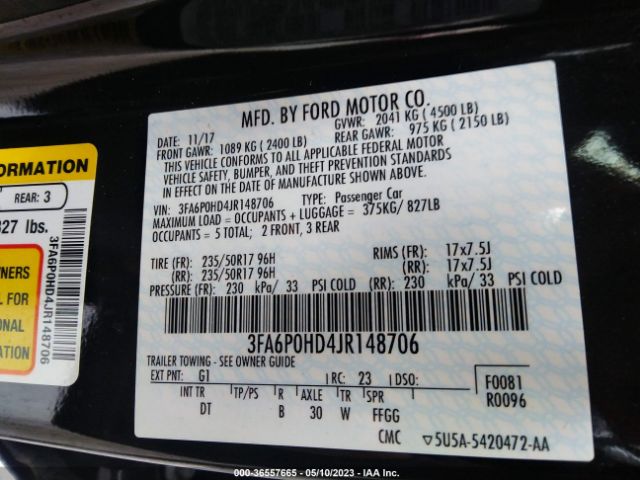 MFD. BY FORD MOTOR CO.
DATE: 11/17 GVWR: 2041 KG ( 4500 LB)
FRONT GAWR: 1089 KG ( 2400 LB) REAR GAWR: 975 KG ( 2150 LB)
THIS VEHICLE CONFORMS TO ALL APPLICABLE FEDERAL MOTOR
VEHICLE SAFETY, BUMPER, AND THEFT PREVENTION STANDARDS
IN EFFECT ON THE DATE OF MANUFACTURE SHOWN ABOVE.
VIN: 3FA6P0HD4JR148706 TYPE: Passenger Car
MAXIMUM LOAD = OCCUPANTS + LUGGAGE = 375KG/ 827LB
OCCUPANTS = 5 TOTAL; 2 FRONT, 3 REAR
TIRE (FR): 235/50R17 96H RIMS (FR): 17x7.5J
(RR): 235/50R17 96H (RR): 17x7.5J
PRESSURE (FR): 230 kPa/ 33 PSI COLD (RR): 230 kPa/ 33 PSI COLD
3FA6P0HD4JR148706
TRAILER TOWING - SEE OWNER GUIDE
EXT PNT: G1 RC: 23 DSO:
INT TR TP/PS R AXLE TR SPR
DT B 30 W FFGG
F0081
R0096
CMC ▽5U5A-5420472-AA
FORMATION
REAR: 3
827 lbs.
3FA6P0HD4JR148706
NERS
L FOR
ONAL
© COPART - 36557665 - 05/10/2023 - IAA Inc.